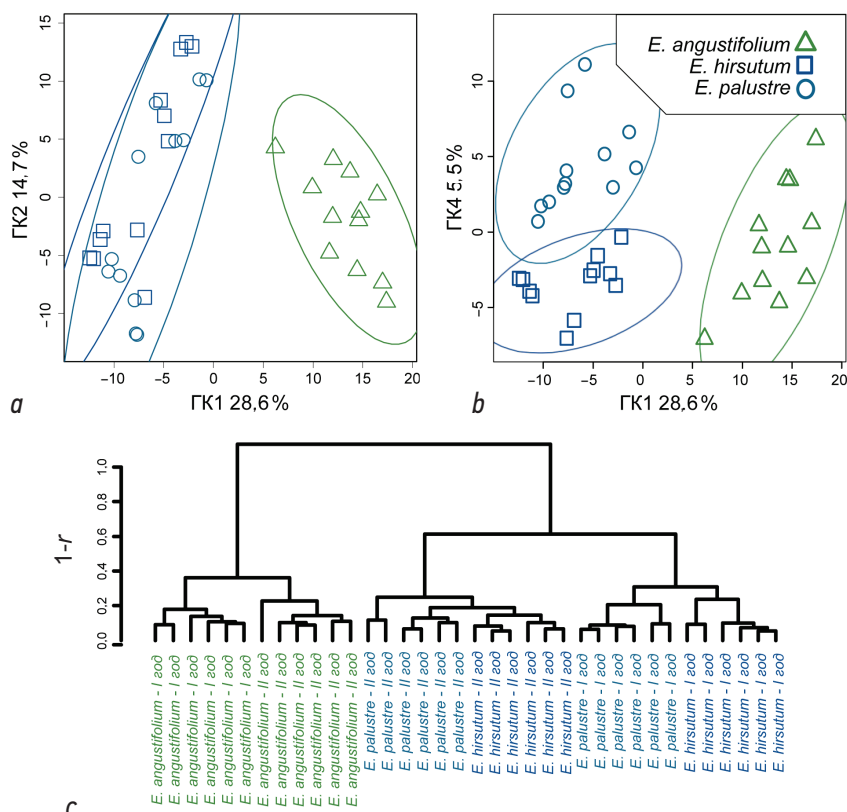 15
10
5
0
−5
−10
ГК2 14,7%
−10 −5 0 5 10 15 20
ГК1 28,6%
a
E. angustifolium
E. hirsutum
E. palustre
10
5
0
−5
ГК4 5,5%
−10 −5 0 5 10 15 20
ГК1 28,6%
b
1.0
0.8
0.6
0.4
0.2
0.0
1-r
E. angustifolium - I год
E. angustifolium - I год
E. angustifolium - I год
E. angustifolium - I год
E. angustifolium - I год
E. angustifolium - I год
E. angustifolium - II год
E. angustifolium - II год
E. angustifolium - II год
E. angustifolium - II год
E. angustifolium - II год
E. angustifolium - II год
E. palustre - II год
E. palustre - II год
E. palustre - II год
E. palustre - II год
E. palustre - II год
E. palustre - II год
E. hirsutum - II год
E. hirsutum - II год
E. hirsutum - II год
E. hirsutum - II год
E. hirsutum - II год
E. hirsutum - II год
E. palustre - I год
E. palustre - I год
E. palustre - I год
E. palustre - I год
E. palustre - I год
E. palustre - I год
E. hirsutum - I год
E. hirsutum - I год
E. hirsutum - I год
E. hirsutum - I год
E. hirsutum - I год
E. hirsutum - I год
c